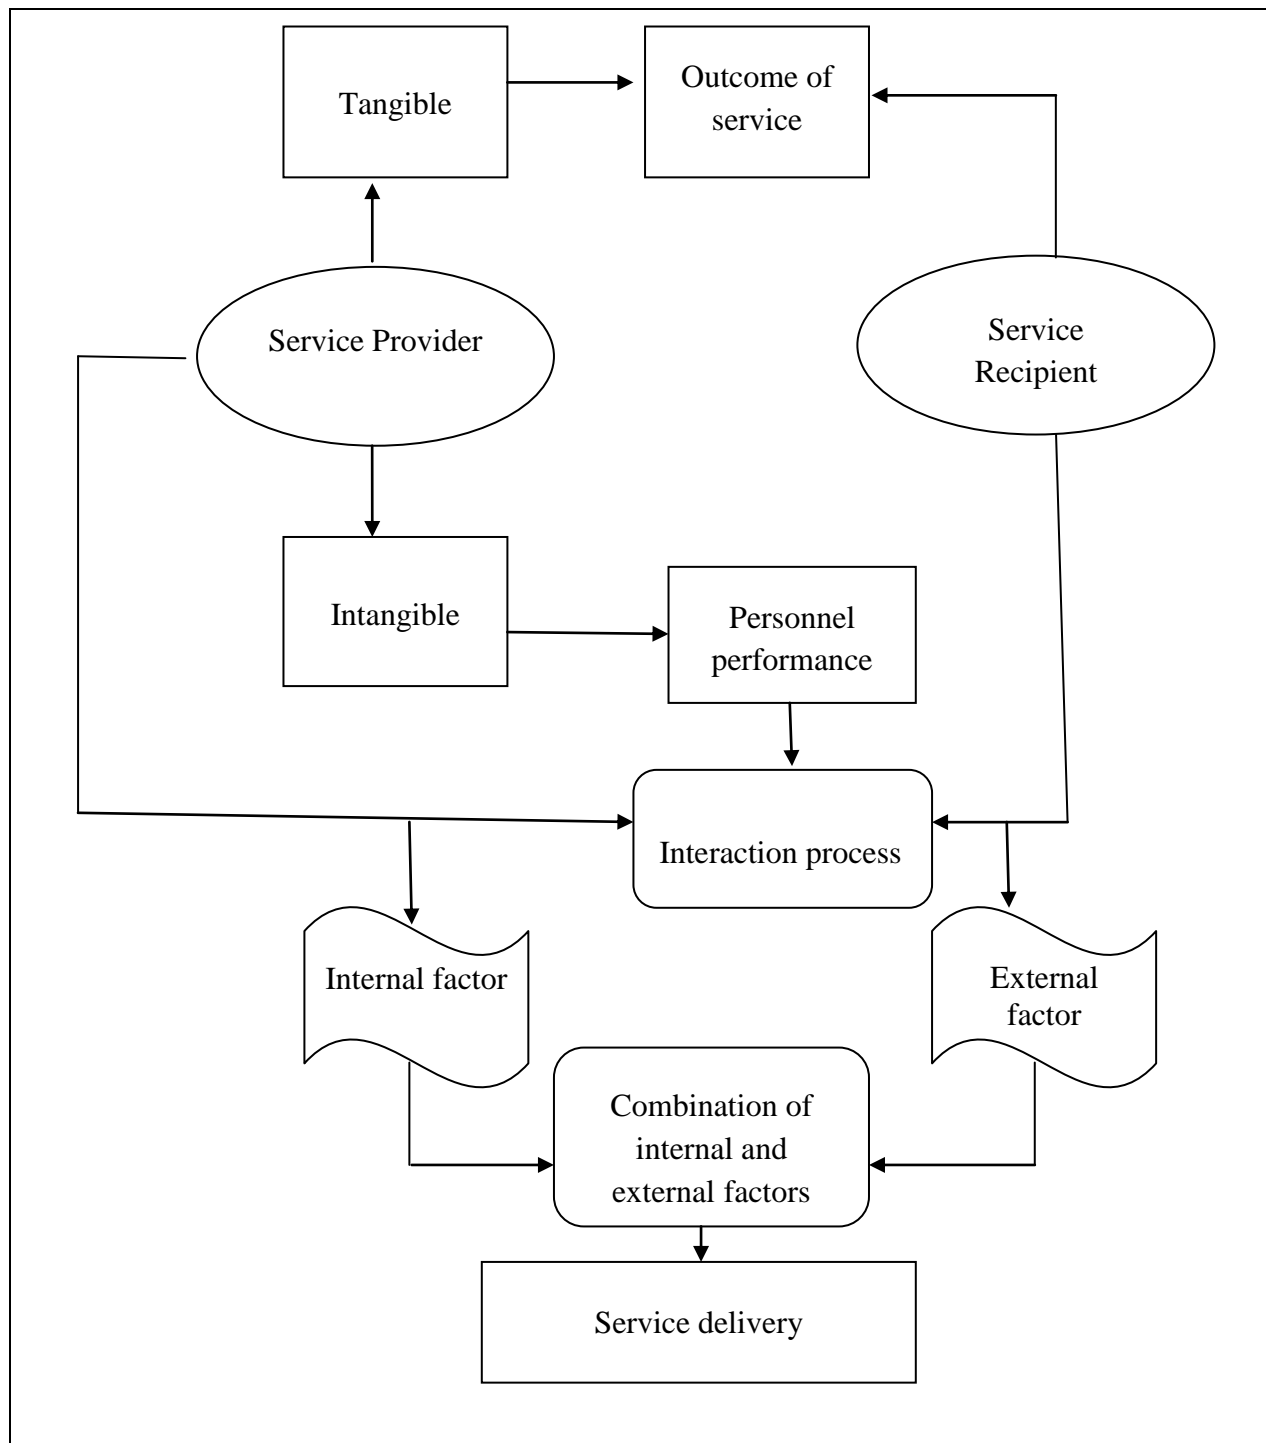 Tangible
Outcome of
service
Service Provider
Service
Recipient
Intangible
Personnel
performance
Interaction process
Internal factor
External
factor
Combination of
internal and
external factors
Service delivery